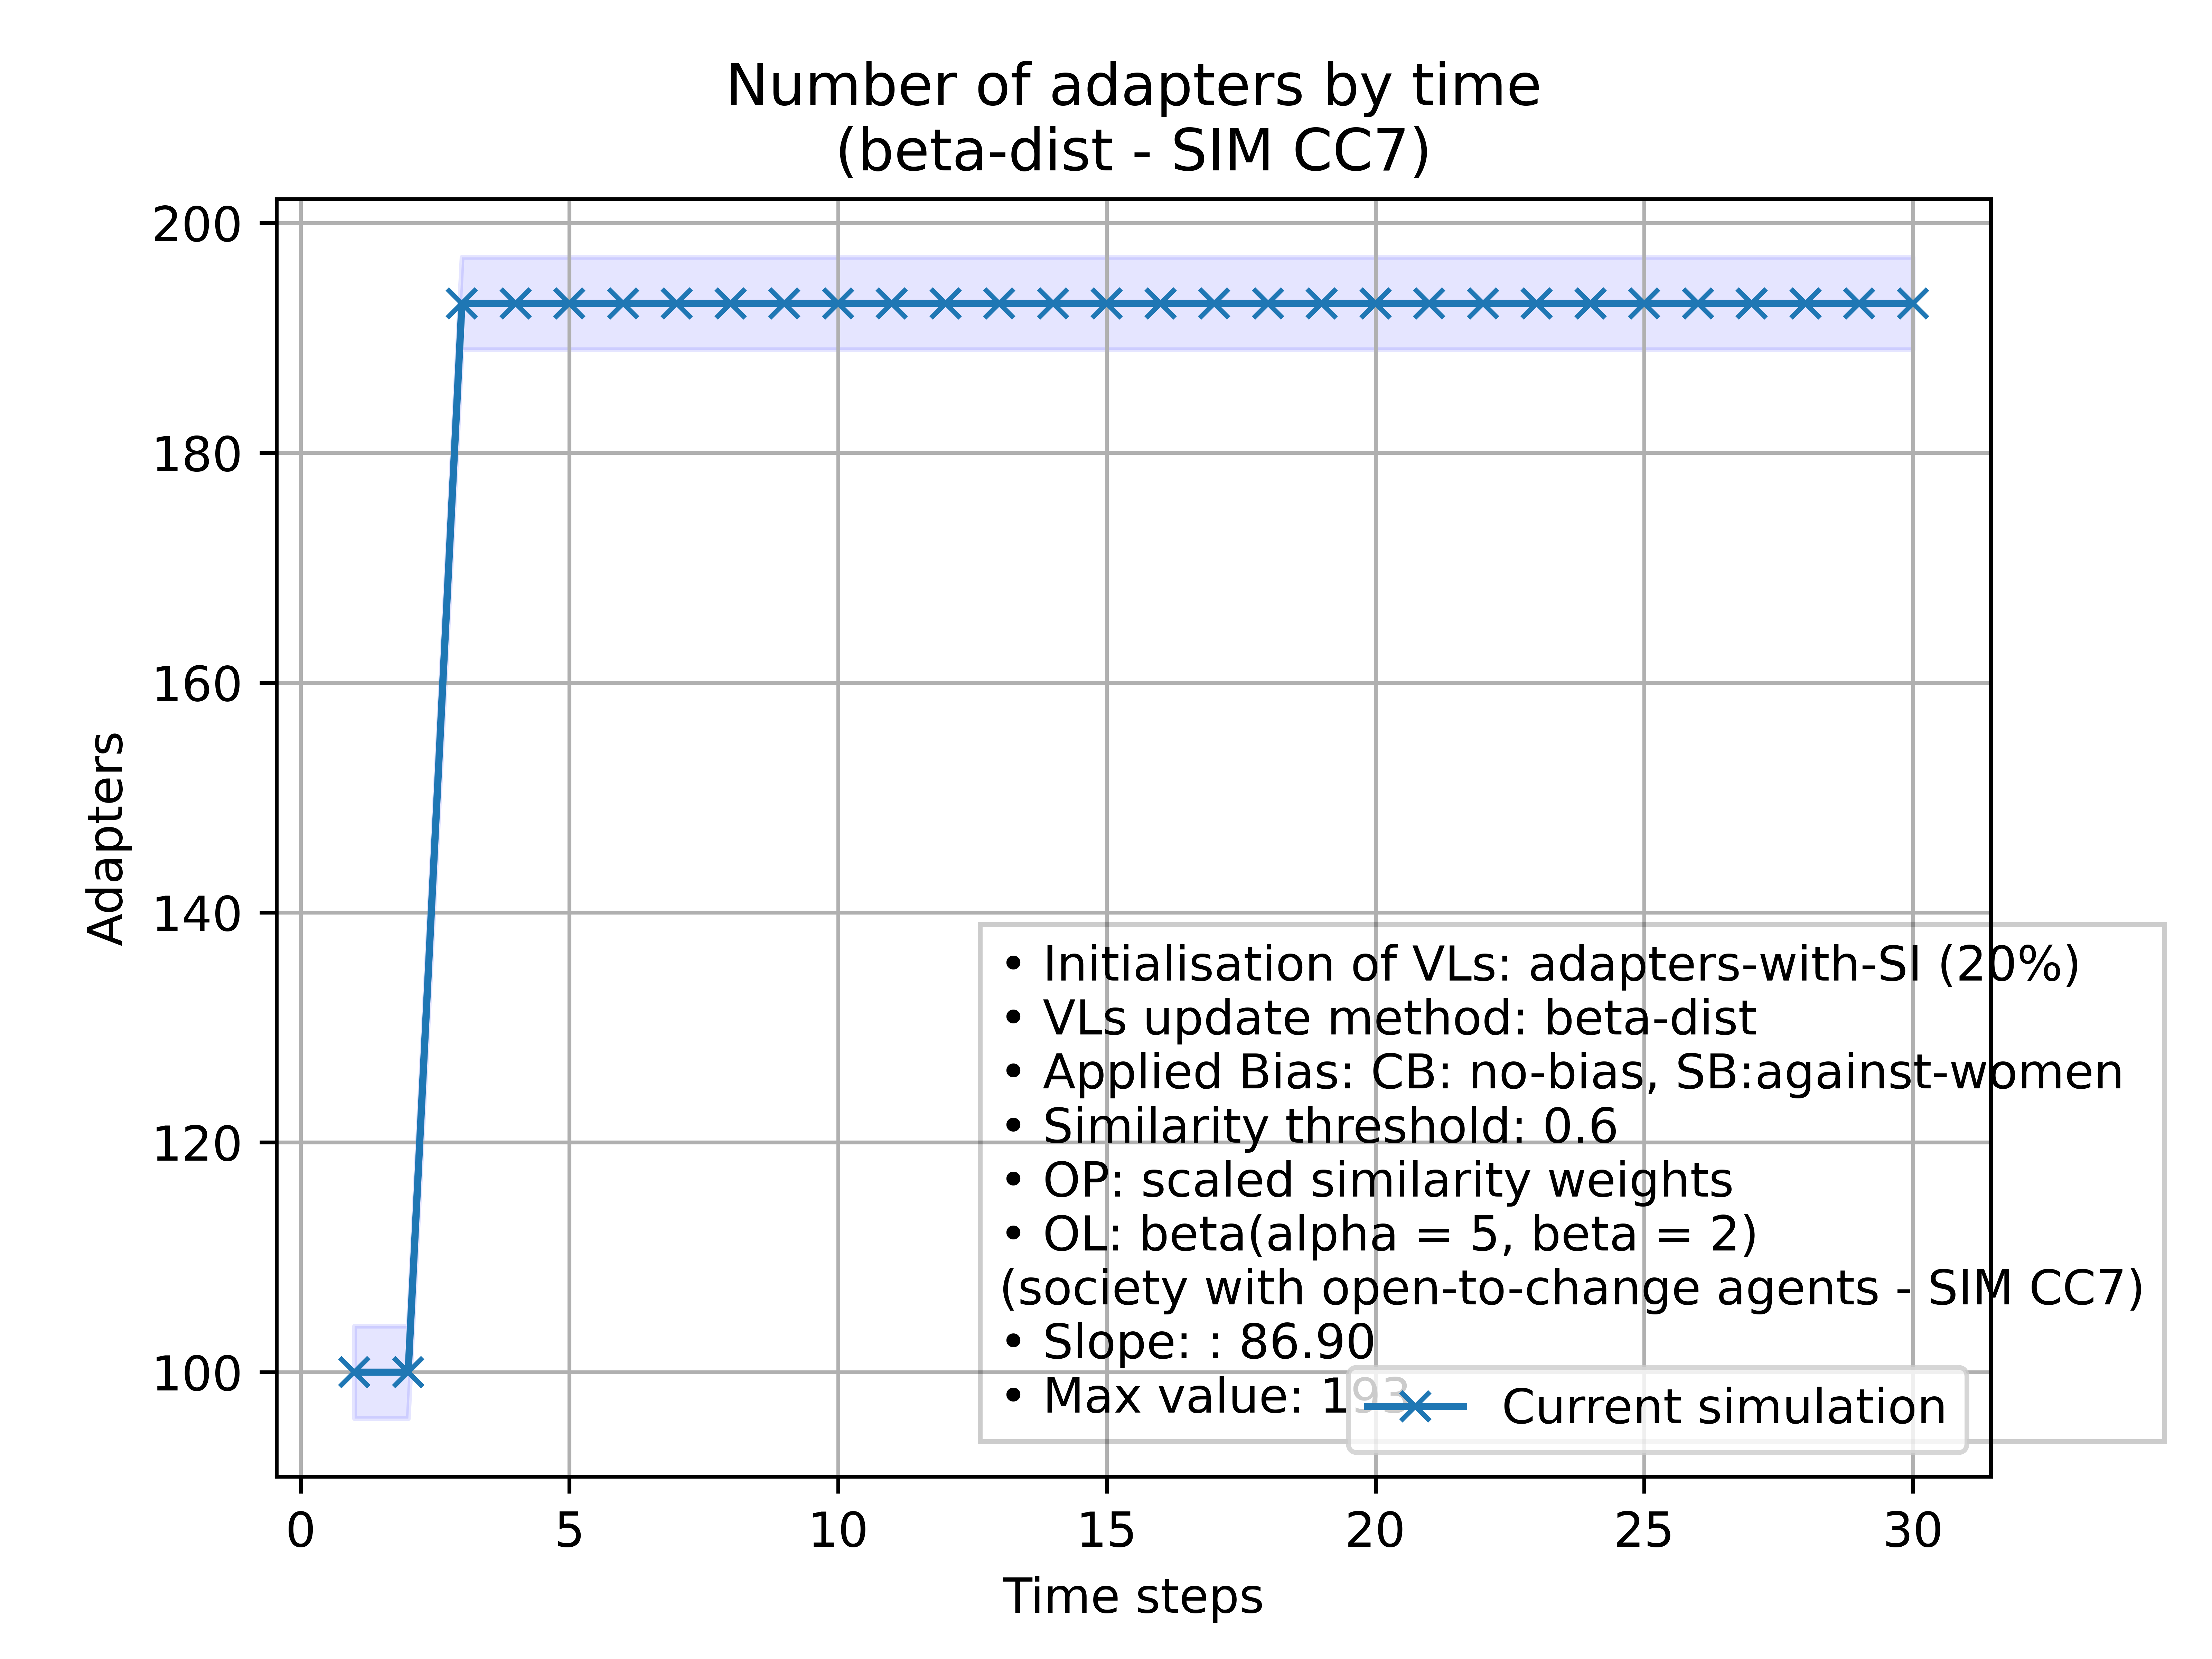 Number of adapters by time
(beta-dist - SIM CC7)
200
180
160
140
120
100
Adapters
• Initialisation of VLs: adapters-with-SI (20%)
• VLs update method: beta-dist
• Applied Bias: CB: no-bias, SB:against-women
• Similarity threshold: 0.6
• OP: scaled similarity weights
• OL: beta(alpha = 5, beta = 2)
(society with open-to-change agents - SIM CC7)
• Slope: : 86.90
• Max value: 193
Current simulation
0 5 10 15 20 25 30
Time steps